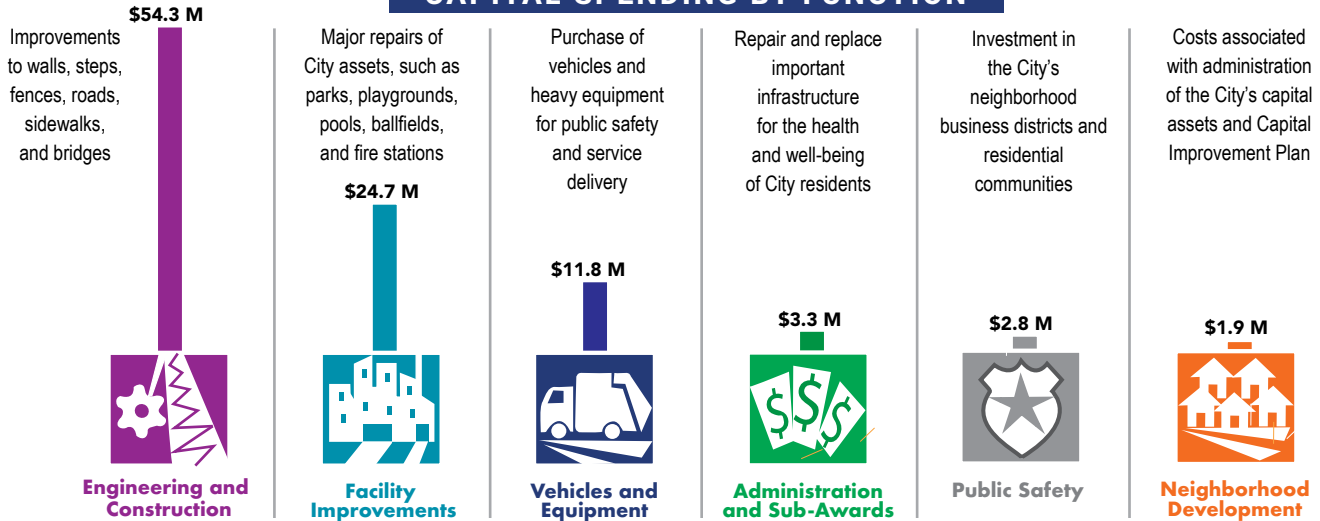 CAPITAL SPENDING BY FUNCTION
$54.3 M
Improvements
to walls, steps,
fences, roads,
sidewalks,
and bridges
Engineering and
Construction
Major repairs of
City assets, such as
parks, playgrounds,
pools, ballfields,
and fire stations
$24.7 M
Facility
Improvements
Purchase of
vehicles and
heavy equipment
for public safety
and service
delivery
$11.8 M
Vehicles and
Equipment
Repair and replace
important
infrastructure
for the health
and well-being
of City residents
$3.3 M
$ $ $
Administration
and Sub-Awards
Investment in
the City's
neighborhood
business districts and
residential
communities
$2.8 M
Public Safety
Costs associated
with administration
of the City's capital
assets and Capital
Improvement Plan
$1.9 M
Neighborhood
Development